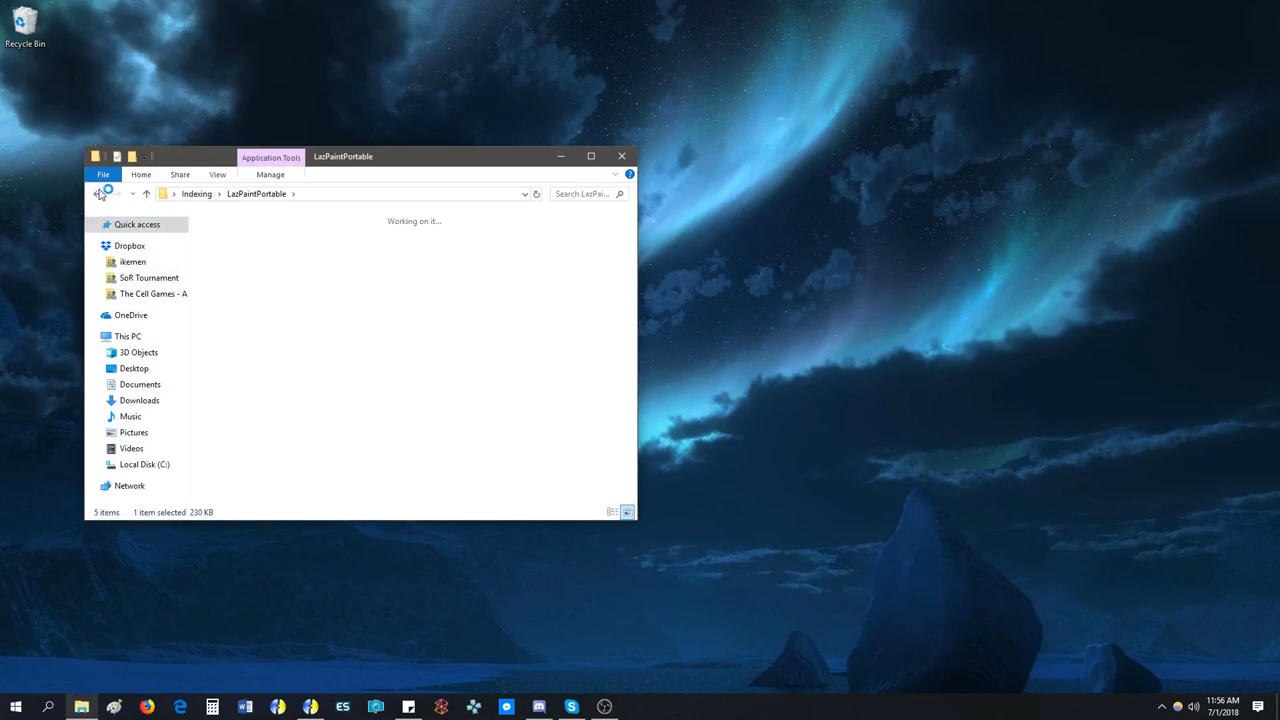 Recycle Bin
Application Tools
LazPaintPortable
File
Home
Share
View
Manage
Indexing
LazPaintPortable
Search LazPai...
Working on it...
Quick access
Dropbox
ikemen
SoR Tournament
The Cell Games - A
OneDrive
This PC
3D Objects
Desktop
Documents
Downloads
Music
Pictures
Videos
Local Disk (C:)
Network
5 items
1 item selected 230 KB
ES
11:56 AM
7/1/2018